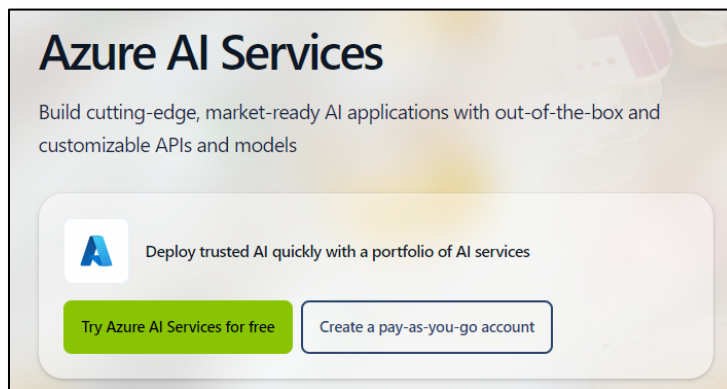 Azure AI Services
Build cutting-edge, market-ready AI applications with out-of-the-box and
customizable APIs and models
Deploy trusted AI quickly with a portfolio of AI services
Try Azure AI Services for free
Create a pay-as-you-go account